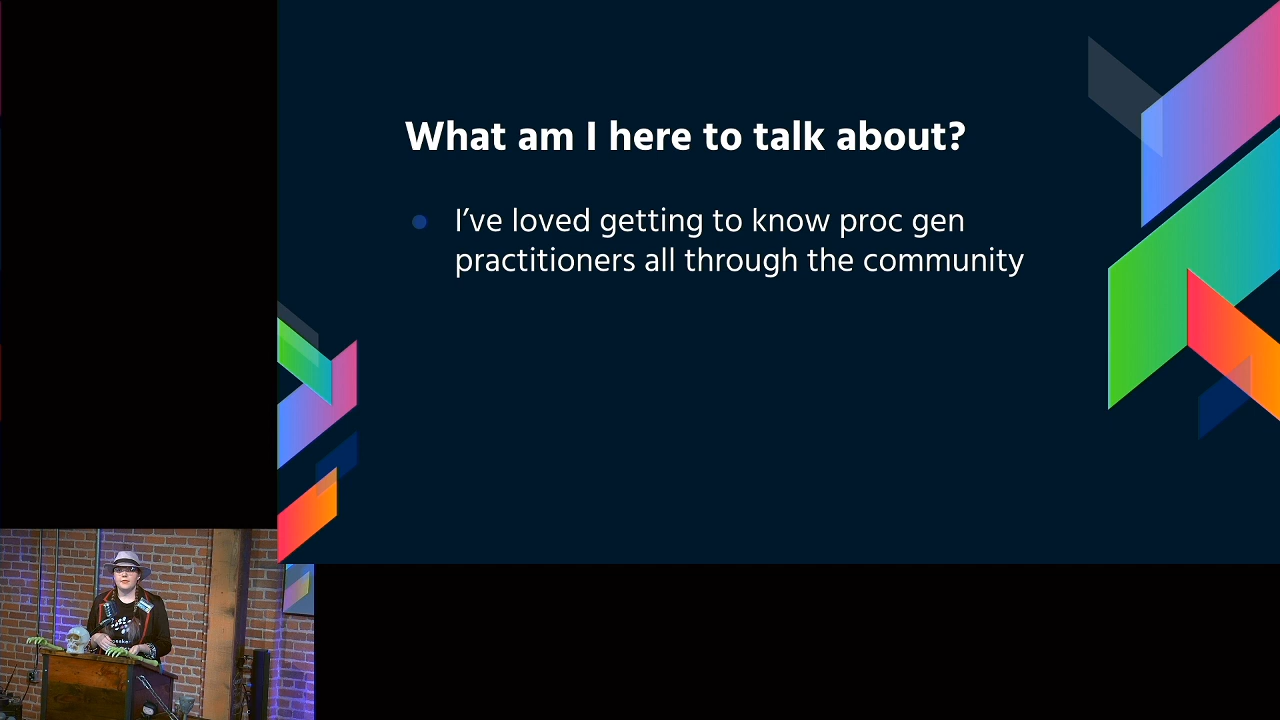 What am I here to talk about?
I've loved getting to know proc gen
practitioners all through the community